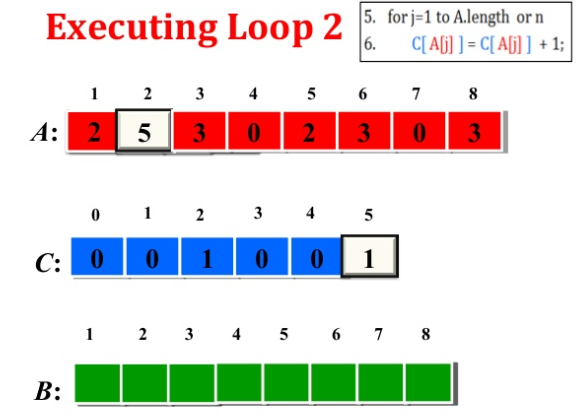 Executing Loop 2
5. for j=1 to A.length or n
6. C[ A[j] ] = C[ A[j] ] + 1;
1 2 3 4 5 6 7 8
A: 2 5 3 0 2 3 0 3
0 1 2 3 4 5
C: 0 0 1 0 0 1
1 2 3 4 5 6 7 8
B: